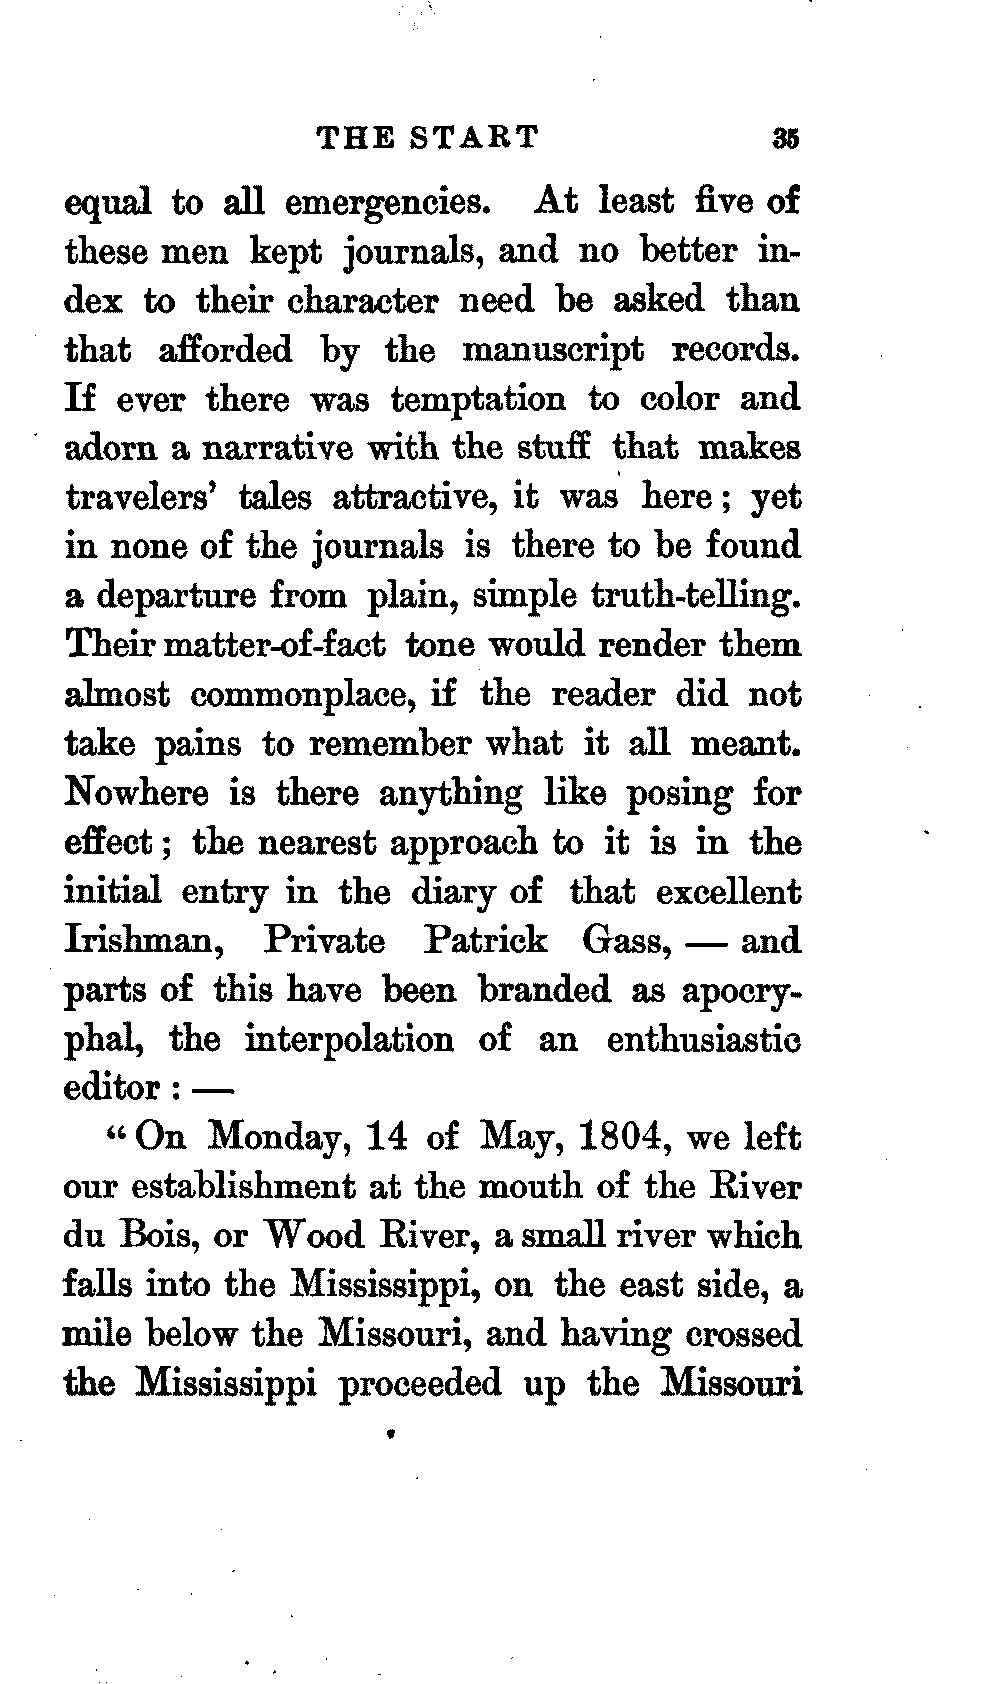 THE START 35
equal to all emergencies. At least five of
these men kept journals, and no better in-
dex to their character need be asked than
that afforded by the manuscript records.
If ever there was temptation to color and
adorn a narrative with the stuff that makes
travelers' tales attractive, it was here ; yet
in none of the journals is there to be found
a departure from plain, simple truth-telling.
Their matter-of-fact tone would render them
almost commonplace, if the reader did not
take pains to remember what it all meant.
Nowhere is there anything like posing for
effect ; the nearest approach to it is in the
initial entry in the diary of that excellent
Irishman, Private Patrick Gass, — and
parts of this have been branded as apocry-
phal, the interpolation of an enthusiastic
editor : —
“ On Monday, 14 of May, 1804, we left
our establishment at the mouth of the River
du Bois, or Wood River, a small river which
falls into the Mississippi, on the east side, a
mile below the Missouri, and having crossed
the Mississippi proceeded up the Missouri